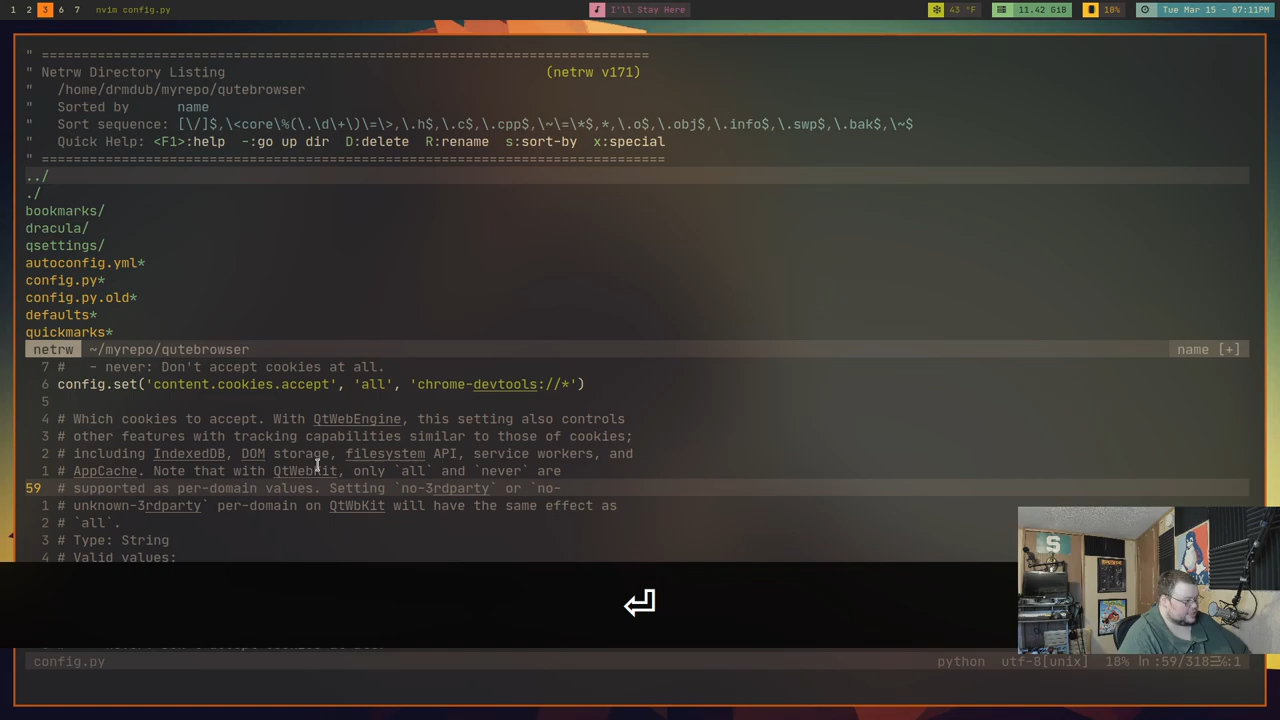 1 2 3 6 7 nvim config.py I'll Stay Here 43 °F 11.42 GiB 10% Tue Mar 15 - 07:11PM
" ============================================================================
" Netrw Directory Listing (netrw v171)
" /home/drmdub/myrepo/qutebrowser
" Sorted by name
" Sort sequence: [\/]$,\<core\%(\.\d\+\)\=\>,\.h$,\.c$,\.cpp$,\~\=\*$,*,\.o$,\.obj$,\.info$,\.swp$,\.bak$,\~$
" Quick Help: <F1>:help -:go up dir D:delete R:rename s:sort-by x:special
" ==============================================================================
../
./
bookmarks/
dracula/
qsettings/
autoconfig.yml*
config.py*
config.py.old*
defaults*
quickmarks*
netrw ~/myrepo/qutebrowser name [+]
7 # - never: Don't accept cookies at all.
6 config.set('content.cookies.accept', 'all', 'chrome-devtools://*')
5
4 # Which cookies to accept. With QtWebEngine, this setting also controls
3 # other features with tracking capabilities similar to those of cookies;
2 # including IndexedDB, DOM storage, filesystem API, service workers, and
1 # AppCache. Note that with QtWebKit, only `all` and `never` are
59 # supported as per-domain values. Setting `no-3rdparty` or `no-
1 # unknown-3rdparty` per-domain on QtWbKit will have the same effect as
2 # `all`.
3 # Type: String
4 # Valid values:
config.py python utf-8[unix] 18% ln :59/318